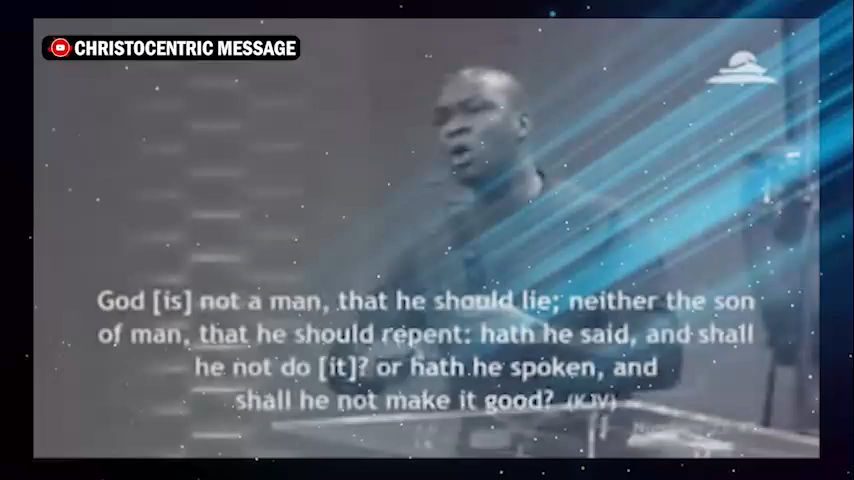 CHRISTOCENTRIC MESSAGE
God [is] not a man, that he should lie; neither the son
of man, that he should repent: hath he said, and shall
he not do [it]? or hath he spoken, and
shall he not make it good? (KJV)